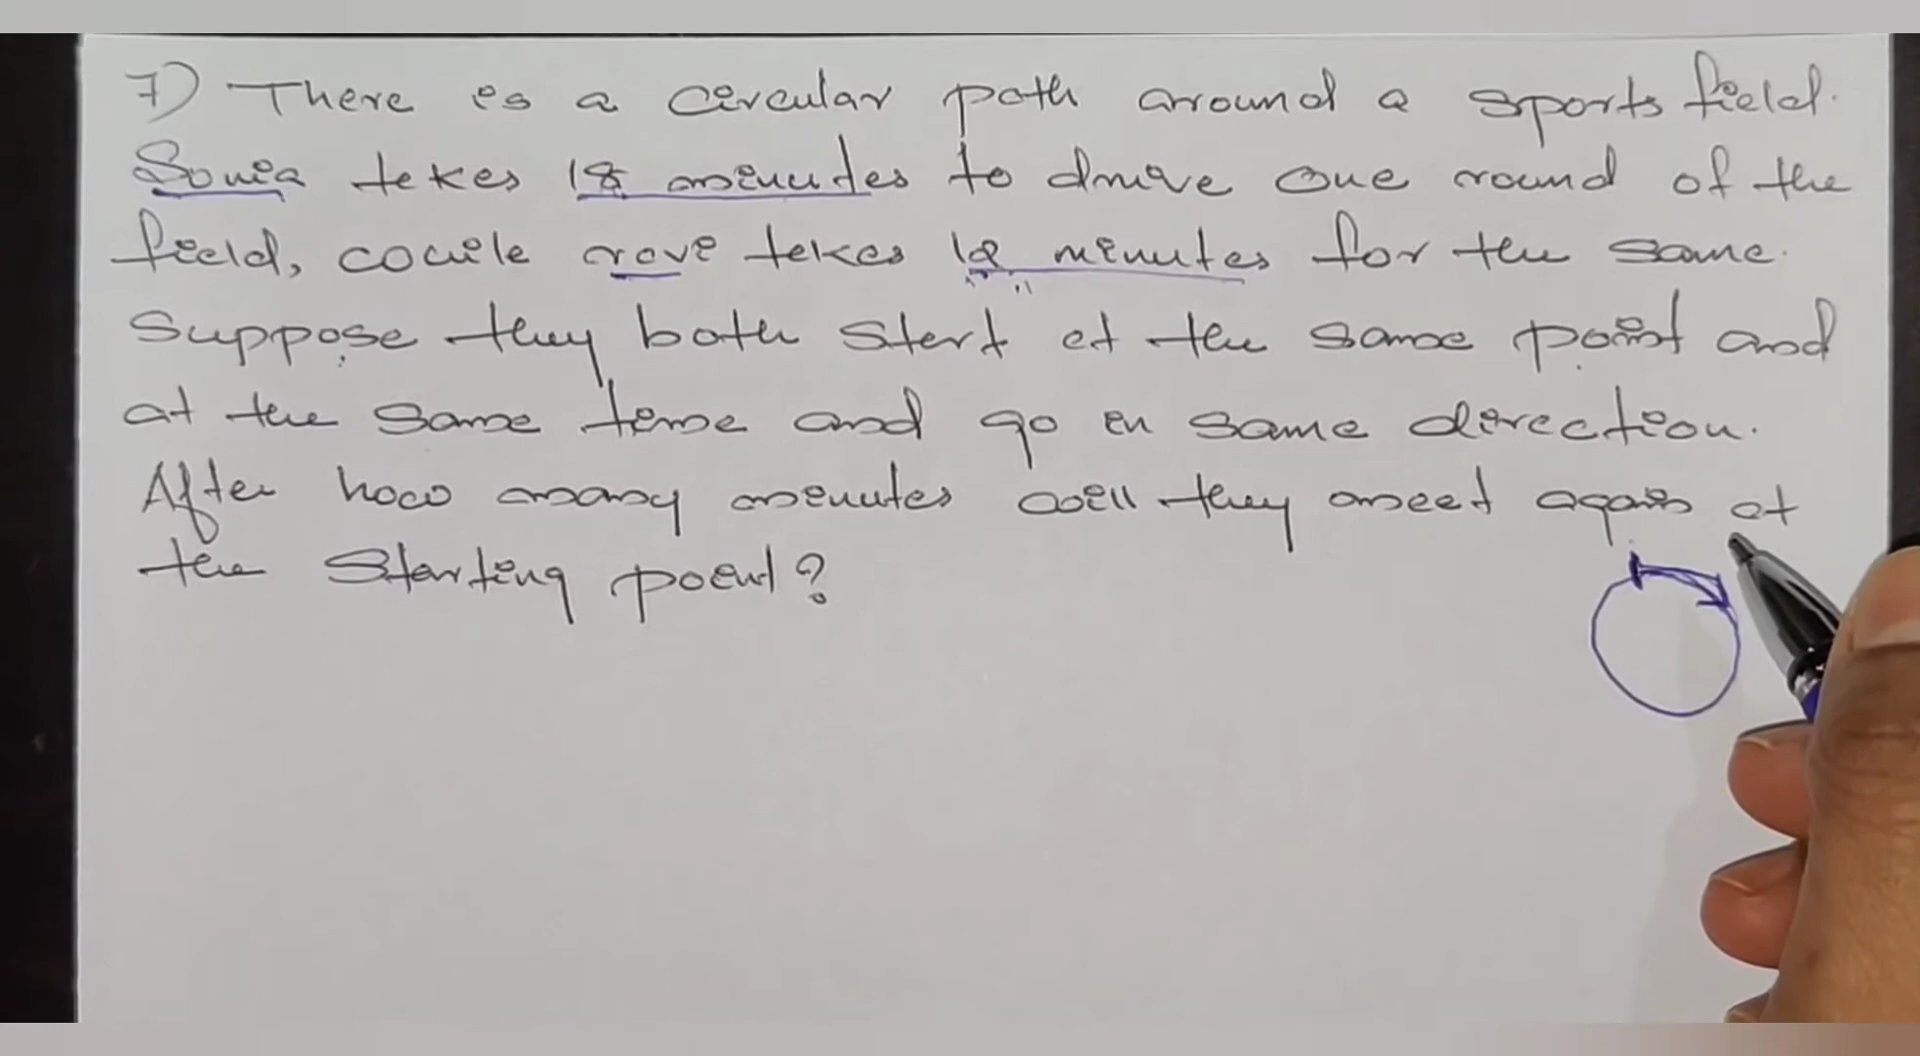 7) There is a circular path around a sports field.
Sonia takes 18 minutes to drive one round of the
field, while ravi takes 12 minutes for the same.
Suppose they both start at the same point and
at the same time and go in same direction.
After how many minutes will they meet again at
the starting point?